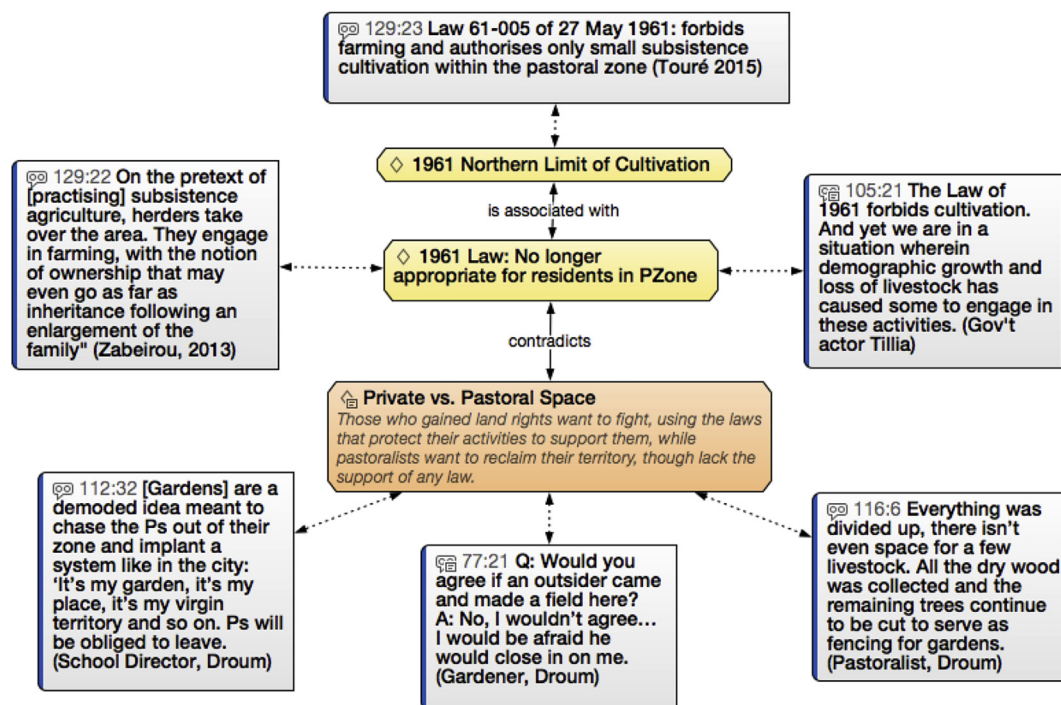 129:23 Law 61-005 of 27 May 1961: forbids
farming and authorises only small subsistence
cultivation within the pastoral zone (Touré 2015)
1961 Northern Limit of Cultivation
129:22 On the pretext of
[practising] subsistence
agriculture, herders take
over the area. They engage
in farming, with the notion
of ownership that may
even go as far as
inheritance following an
enlargement of the
family" (Zabeirou, 2013)
is associated with
1961 Law: No longer
appropriate for residents in PZone
105:21 The Law of
1961 forbids cultivation.
And yet we are in a
situation wherein
demographic growth and
loss of livestock has
caused some to engage in
these activities. (Gov't
actor Tillia)
contradicts
Private vs. Pastoral Space
Those who gained land rights want to fight, using the laws
that protect their activities to support them, while
pastoralists want to reclaim their territory, though lack the
support of any law.
112:32 [Gardens] are a
demoded idea meant to
chase the Ps out of their
zone and implant a
system like in the city:
‘It’s my garden, it’s my
place, it’s my virgin
territory and so on. Ps will
be obliged to leave.
(School Director, Droum)
77:21 Q: Would you
agree if an outsider came
and made a field here?
A: No, I wouldn’t agree…
I would be afraid he
would close in on me.
(Gardener, Droum)
116:6 Everything was
divided up, there isn’t
even space for a few
livestock. All the dry wood
was collected and the
remaining trees continue
to be cut to serve as
fencing for gardens.
(Pastoralist, Droum)